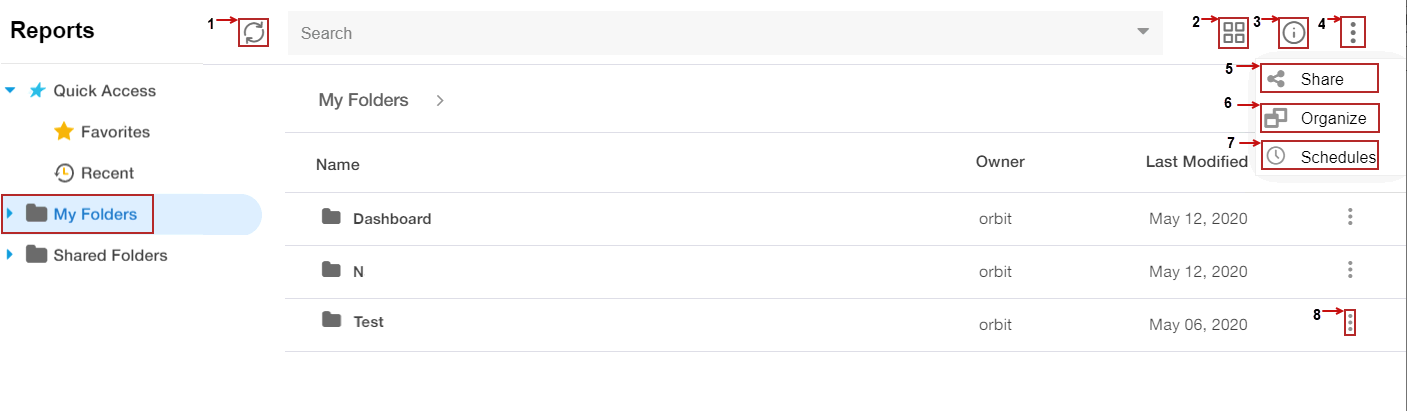 Reports
1
Search
2
3
4
Quick Access
Favorites
Recent
My Folders
Shared Folders
My Folders
5
Share
6
Organize
7
Schedules
Name
Owner
Last Modified
Dashboard
orbit
May 12, 2020
N
orbit
May 12, 2020
Test
orbit
May 06, 2020
8